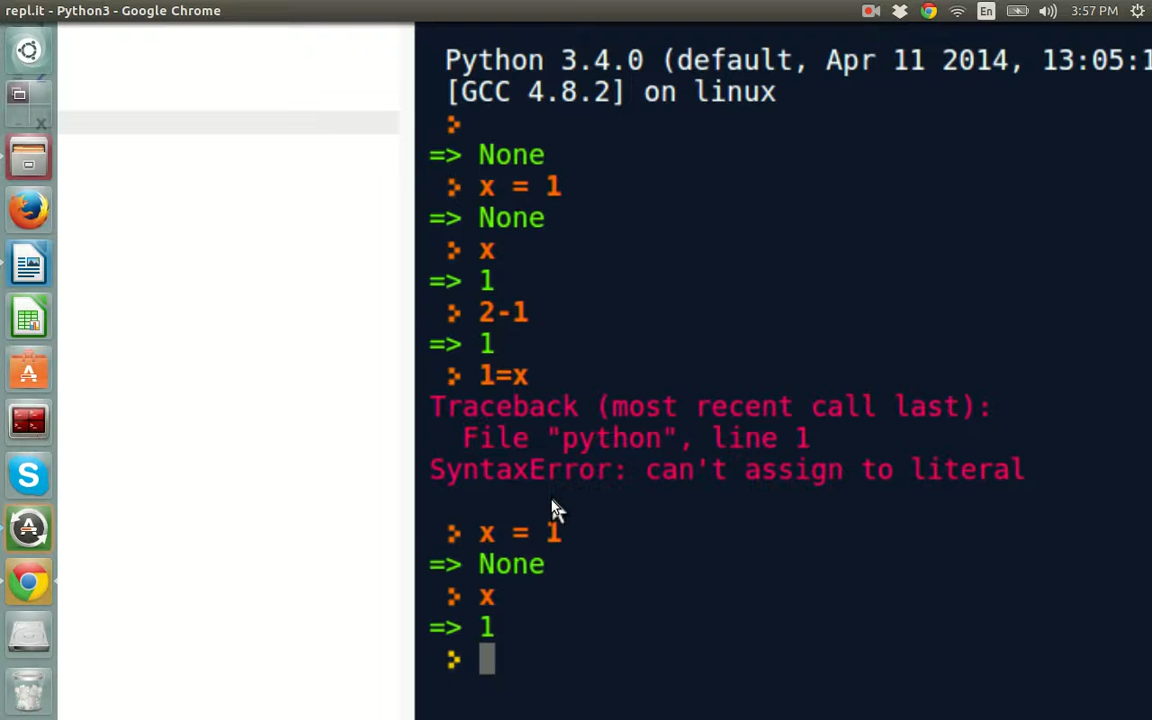 repl.it - Python3 - Google Chrome
En
3:57 PM
Python 3.4.0 (default, Apr 11 2014, 13:05:1
[GCC 4.8.2] on linux
=> None
x = 1
=> None
x
=> 1
2-1
=> 1
1=x
Traceback (most recent call last):
File "python", line 1
SyntaxError: can't assign to literal
x = 1
=> None
x
=> 1